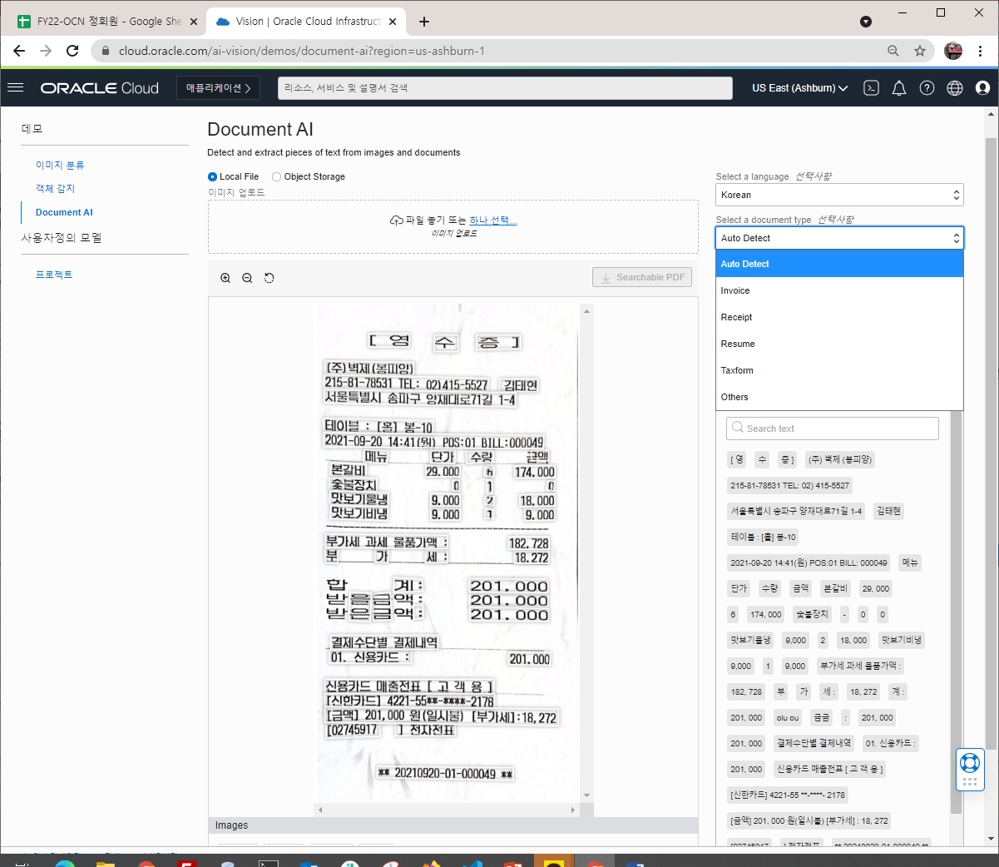 FY22-OCN 정회원 - Google She
Vision | Oracle Cloud Infrastruct
cloud.oracle.com/ai-vision/demos/document-ai?region=us-ashburn-1
ORACLE Cloud
애플리케이션
리소스, 서비스 및 설명서 검색
US East (Ashburn)
데모
이미지 분류
객체 감지
Document AI
사용자정의 모델
프로젝트
Document AI
Detect and extract pieces of text from images and documents
Local File
Object Storage
이미지 업로드
파일 놓기 또는 하나 선택...
이미지 업로드
Searchable PDF
[ 영 수 증 ]
(주)벽제(봉피양)
215-81-78531 TEL: 02)415-5527 김태현
서울특별시 송파구 양재대로71길 1-4
테이블 : [홀] 봉-10
2021-09-20 14:41(월) POS:01 BILL:000049
메뉴 단가 수량 금액
본갈비 29.000 6 174.000
숯불장치 0 1 0
맛보기물냉 9.000 2 18.000
맛보기비냉 9.000 1 9.000
부가세 과세 물품가액 : 182.728
부 가 세 : 18.272
합 계: 201.000
받을금액: 201.000
받은금액: 201.000
결제수단별 결제내역
01. 신용카드 : 201.000
신용카드 매출전표 [ 고 객 용 ]
[신한카드] 4221-55**-****-2178
[금액] 201,000 원(일시불) [부가세]:18,272
[02745917 ] 전자전표
** 20210920-01-000049 **
Images
Select a language 선택사항
Korean
Select a document type 선택사항
Auto Detect
Auto Detect
Invoice
Receipt
Resume
Taxform
Others
Search text
[ 영 수 증 ] (주) 벽제 (봉피양)
215-81-78531 TEL: 02) 415-5527
서울특별시 송파구 양재대로71길 1-4 김태현
테이블 : [홀] 봉-10
2021-09-20 14:41(원) POS:01 BILL: 000049 메뉴
단가 수량 금액 본갈비 29, 000
6 174, 000 숯불장치 - 0 0
맛보기물냉 9,000 2 18, 000 맛보기비냉
9,000 1 9,000 부가세 과세 물품가액 :
182, 728 부 가 세 : 18, 272 계 :
201, 000 olu ou 금금 : 201, 000
201, 000 결제수단별 결제내역 01. 신용카드 :
201, 000 신용카드 매출전표 [ 고 객 용 ]
[신한카드] 4221-55 **-****- 2178
[금액] 201, 000 원(일시불) [부가세] : 18, 272
[02745917 ] 전자전표 ** 20210920-01-000049 **